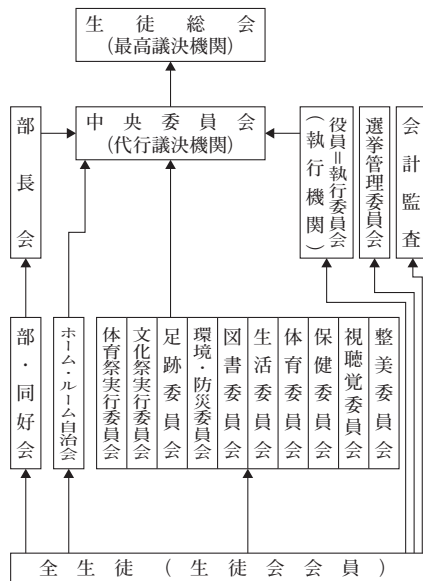 生徒総会
(最高議決機関)
部長会
中央委員会
(代行議決機関)
役員=執行委員会
(執行機関)
選挙管理委員会
会計監査
部・同好会
ホーム・ルーム自治会
体育祭実行委員会
文化祭実行委員会
足跡委員会
環境・防災委員会
図書委員会
生活委員会
体育委員会
保健委員会
視聴覚委員会
整美委員会
全生徒(生徒会会員)